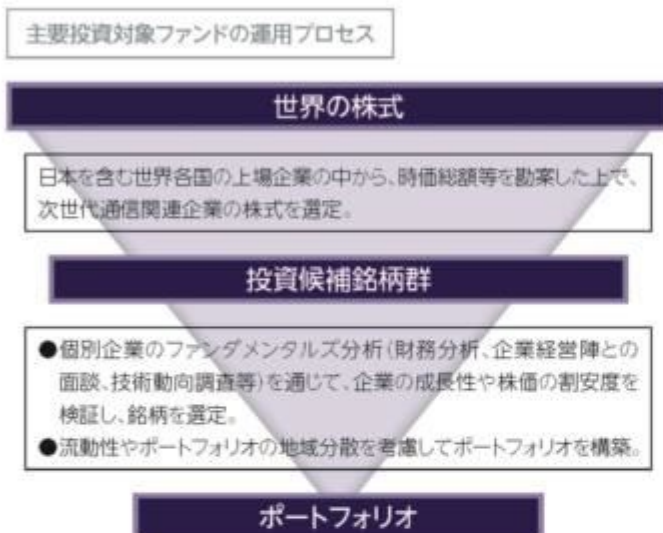 主要投資対象ファンドの運用プロセス
世界の株式
日本を含む世界各国の上場企業の中から、時価総額等を勘案した上で、
次世代通信関連企業の株式を選定。
投資候補銘柄群
●個別企業のファンダメンタルズ分析(財務分析、企業経営陣との
面談、技術動向調査等)を通じて、企業の成長性や株価の割安度を
検証し、銘柄を選定。
●流動性やポートフォリオの地域分散を考慮してポートフォリオを構築。
ポートフォリオ